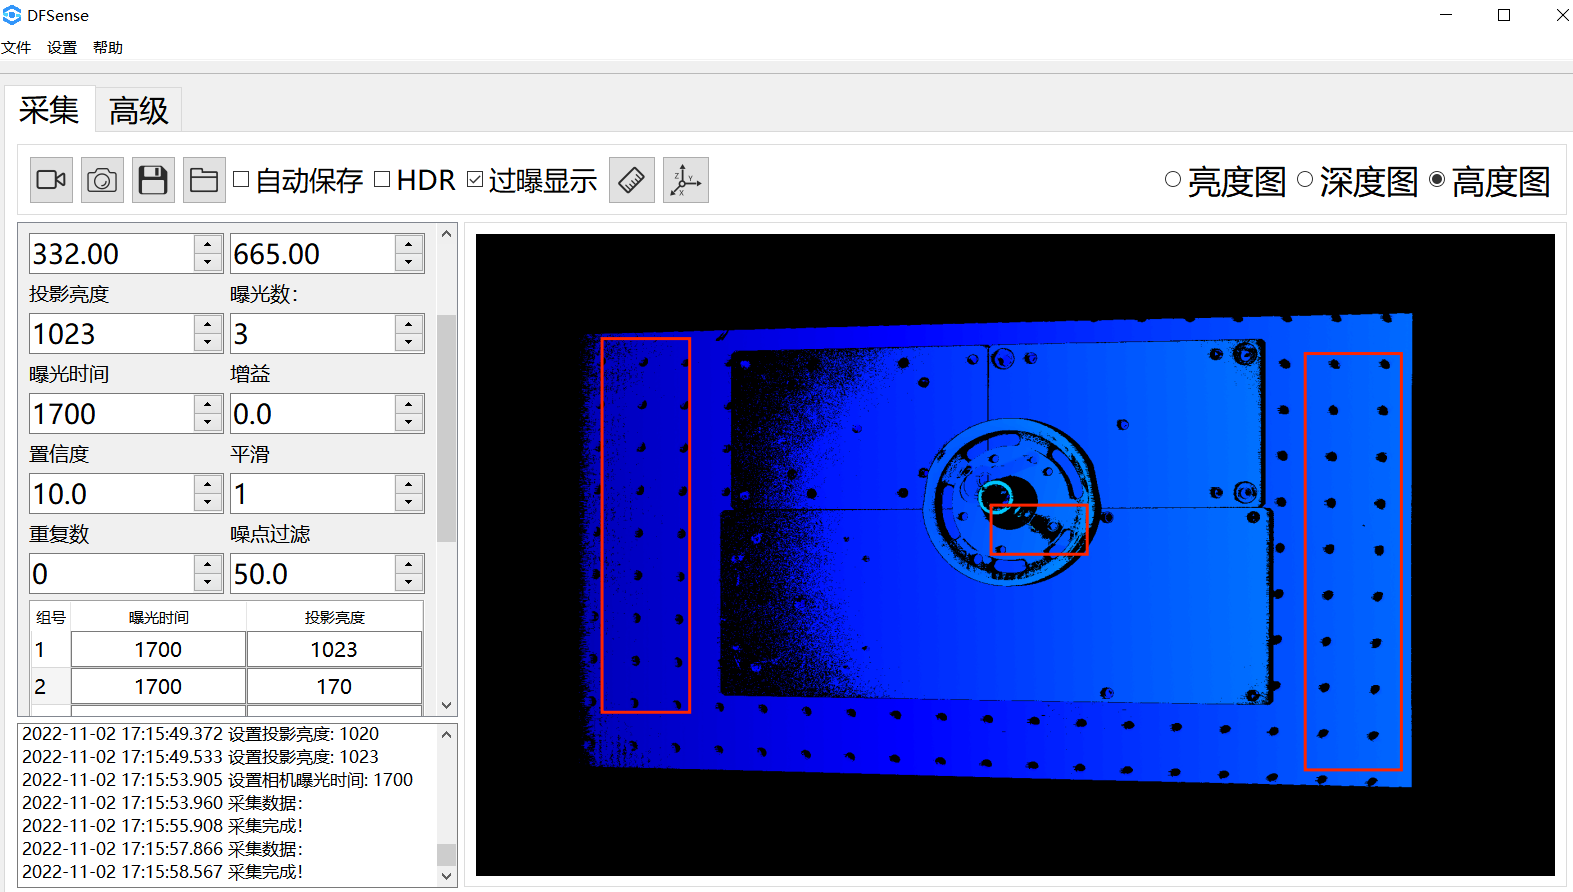 DFSense
文件 设置 帮助
采集 高级
自动保存 HDR 过曝显示 亮度图 深度图 高度图
332.00 665.00
投影亮度 曝光数：
1023 3
曝光时间 增益
1700 0.0
置信度 平滑
10.0 1
重复数 噪点过滤
0 50.0
组号 曝光时间 投影亮度
1 1700 1023
2 1700 170
2022-11-02 17:15:49.372 设置投影亮度: 1020
2022-11-02 17:15:49.533 设置投影亮度: 1023
2022-11-02 17:15:53.905 设置相机曝光时间: 1700
2022-11-02 17:15:53.960 采集数据：
2022-11-02 17:15:55.908 采集完成！
2022-11-02 17:15:57.866 采集数据：
2022-11-02 17:15:58.567 采集完成！